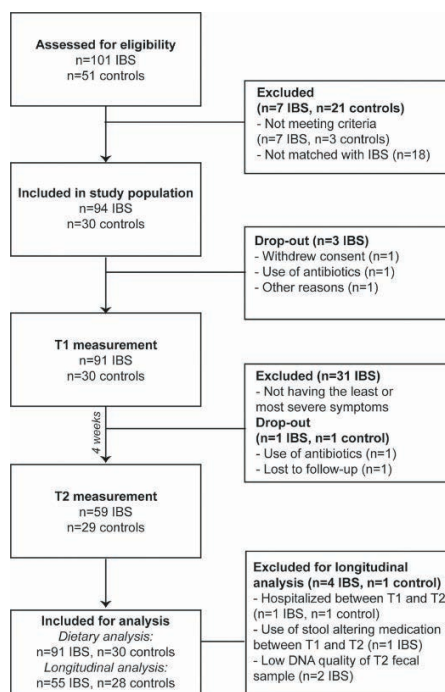 Assessed for eligibility
n=101 IBS
n=51 controls
Excluded
(n=7 IBS, n=21 controls)
- Not meeting criteria
(n=7 IBS, n=3 controls)
- Not matched with IBS (n=18)
Included in study population
n=94 IBS
n=30 controls
Drop-out (n=3 IBS)
- Withdrew consent (n=1)
- Use of antibiotics (n=1)
- Other reasons (n=1)
T1 measurement
n=91 IBS
n=30 controls
Excluded (n=31 IBS)
- Not having the least or
most severe symptoms
Drop-out
(n=1 IBS, n=1 control)
- Use of antibiotics (n=1)
- Lost to follow-up (n=1)
4 weeks
T2 measurement
n=59 IBS
n=29 controls
Excluded for longitudinal
analysis (n=4 IBS, n=1 control)
- Hospitalized between T1 and T2
(n=1 IBS, n=1 control)
- Use of stool altering medication
between T1 and T2 (n=1 IBS)
- Low DNA quality of T2 fecal
sample (n=2 IBS)
Included for analysis
Dietary analysis:
n=91 IBS, n=30 controls
Longitudinal analysis:
n=55 IBS, n=28 controls